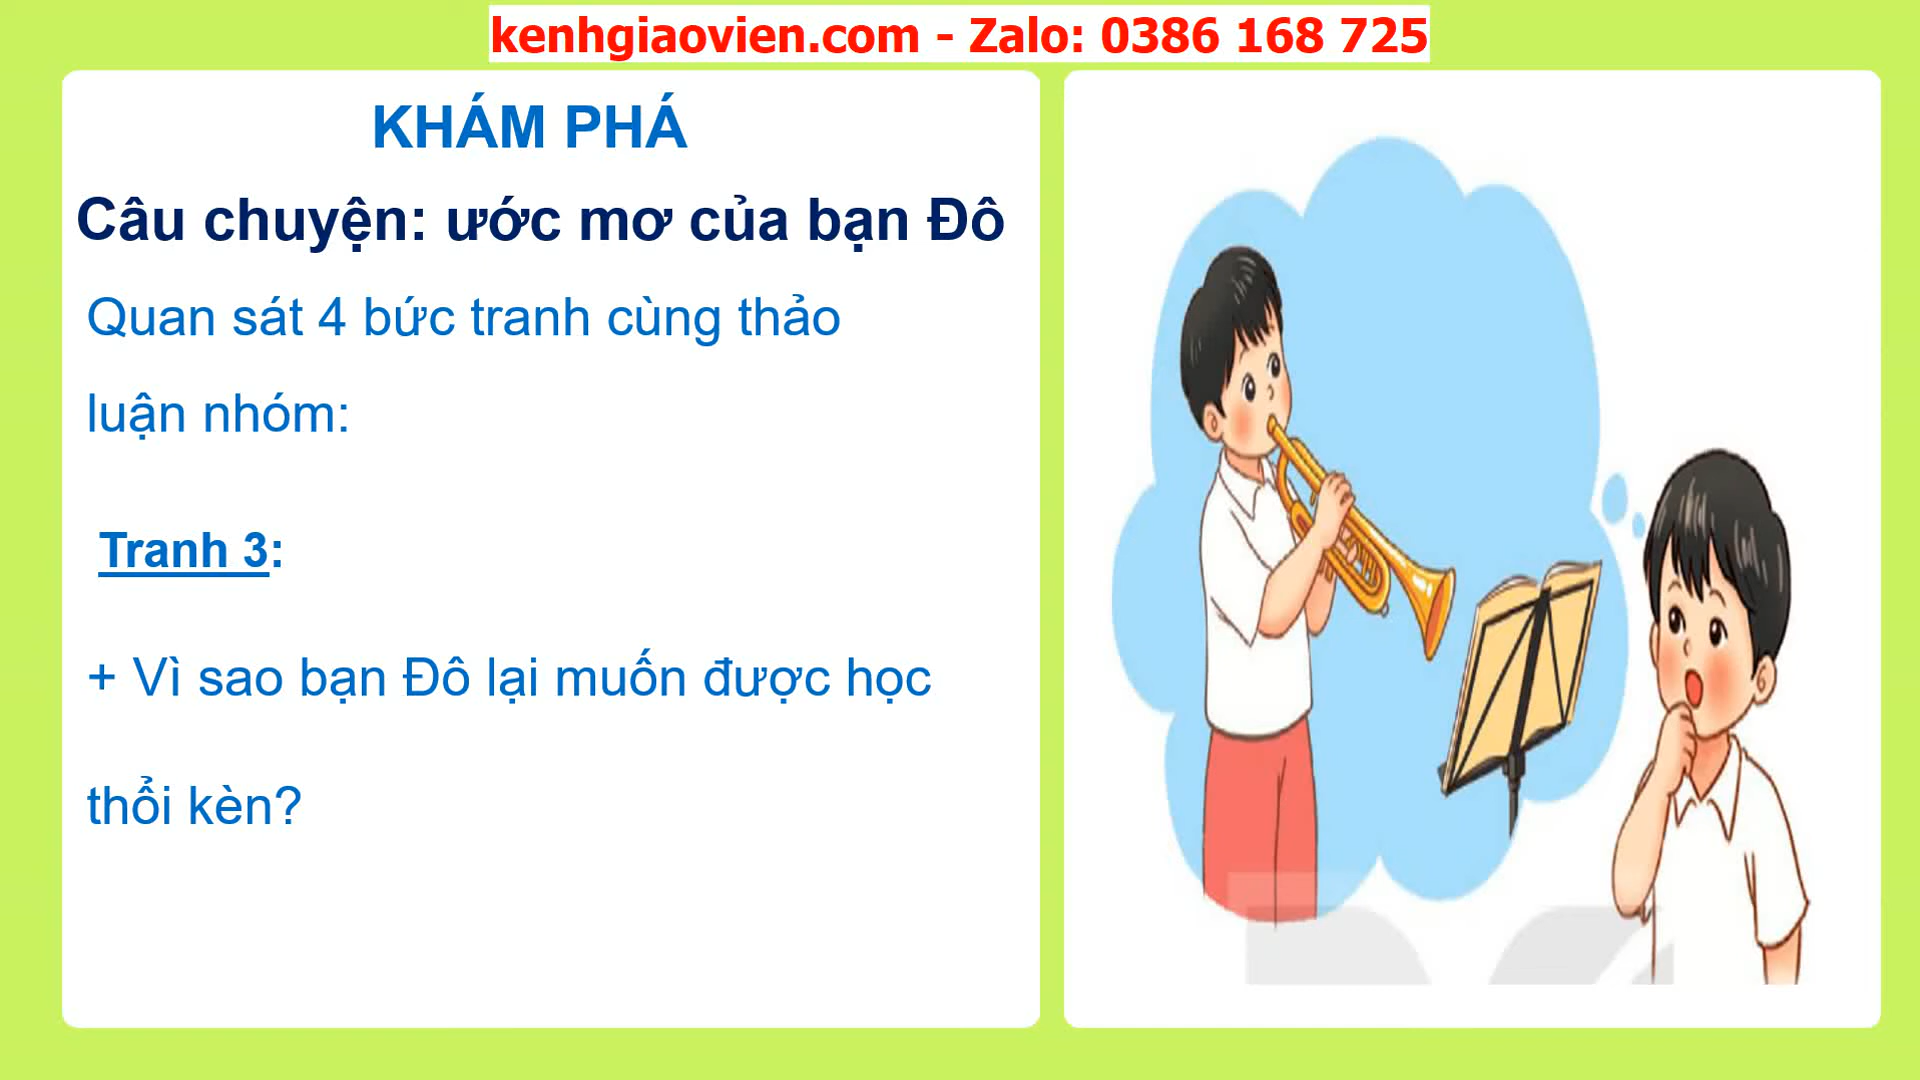 kenhgiaovien.com - Zalo: 0386 168 725
KHÁM PHÁ
Câu chuyện: ước mơ của bạn Đô
Quan sát 4 bức tranh cùng thảo
luận nhóm:
Tranh 3:
+ Vì sao bạn Đô lại muốn được học
thổi kèn?